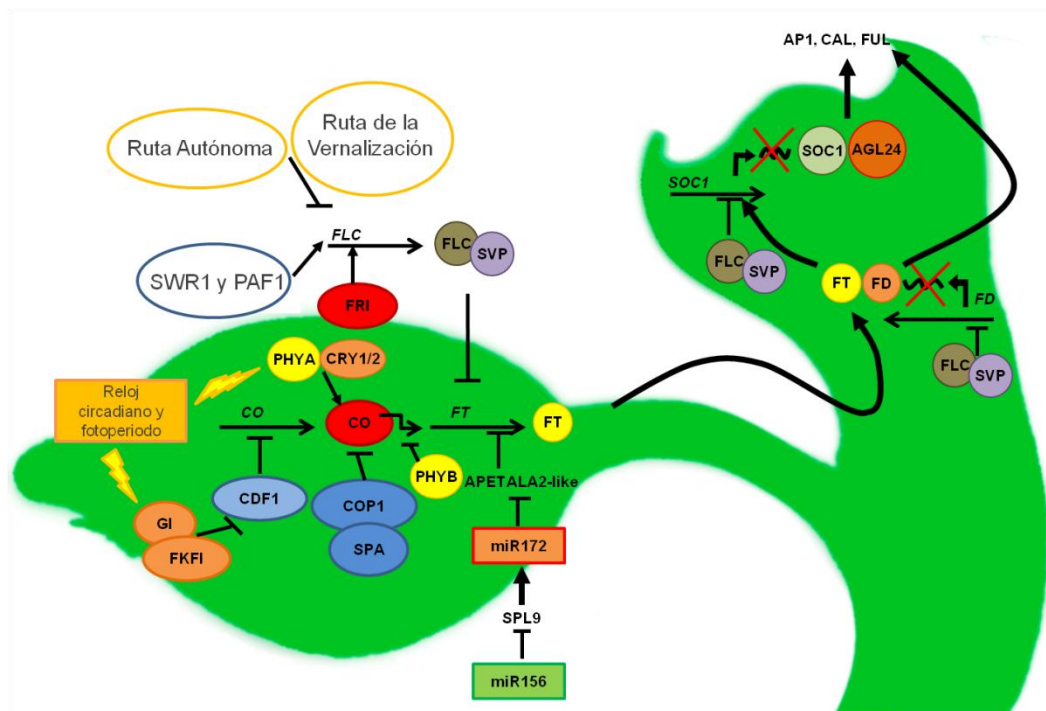 AP1, CAL, FUL
Ruta Autónoma
Ruta de la
Vernalización
SOC1
AGL24
SOC1
FLC
FLC
SVP
SWR1 y PAF1
FLC
SVP
FRI
FT
FD
FD
PHYA
CRY1/2
FLC
SVP
Reloj
circadiano y
fotoperiodo
CO
CO
FT
FT
PHYB
APETALA2-like
CDF1
COP1
GI
FKFI
SPA
miR172
SPL9
miR156